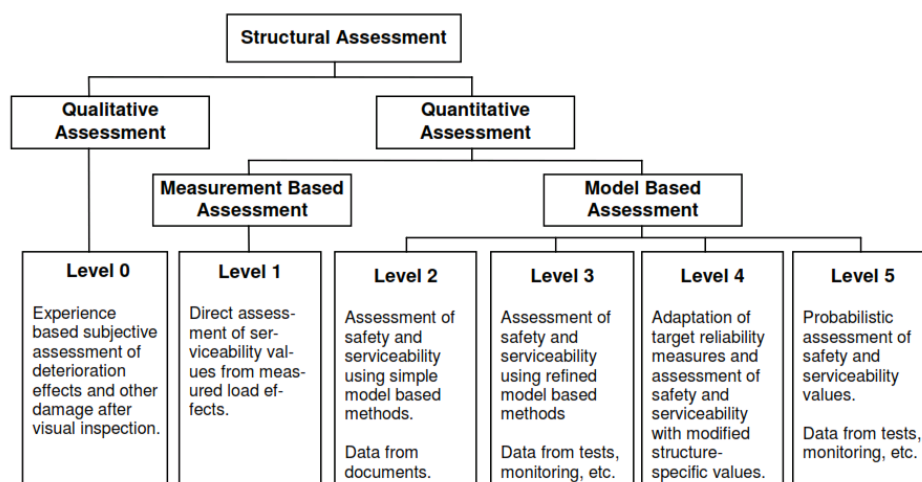 Structural Assessment
Qualitative
Assessment
Quantitative
Assessment
Measurement Based
Assessment
Model Based
Assessment
Level 0
Experience
based subjective
assessment of
deterioration
effects and other
damage after
visual inspection.
Level 1
Direct assess-
ment of ser-
viceability val-
ues from meas-
ured load ef-
fects.
Level 2
Assessment of
safety and
serviceability
using simple
model based
methods.
Data from
documents.
Level 3
Assessment of
safety and
serviceability
using refined
model based
methods
Data from tests,
monitoring, etc.
Level 4
Adaptation of
target reliability
measures and
assessment of
safety and
serviceability
with modified
structure-
specific values.
Level 5
Probabilistic
assessment of
safety and
serviceability
values.
Data from tests,
monitoring, etc.